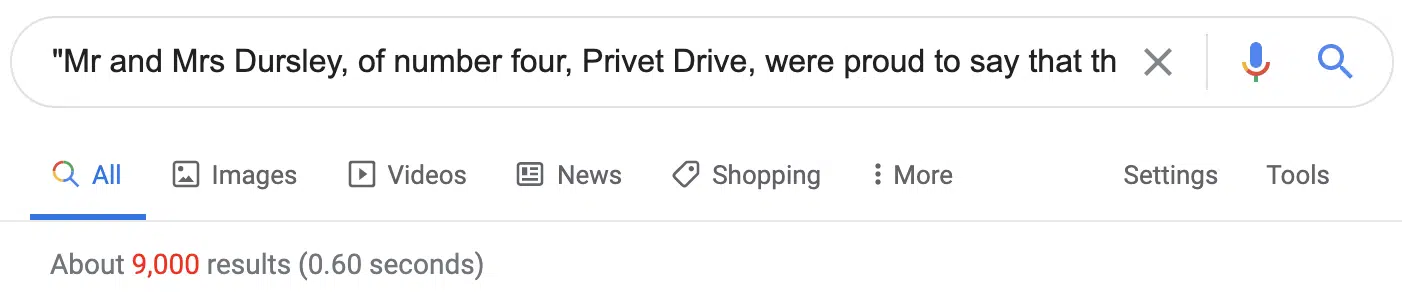 "Mr and Mrs Dursley, of number four, Privet Drive, were proud to say that th
All Images Videos News Shopping More Settings Tools
About 9,000 results (0.60 seconds)